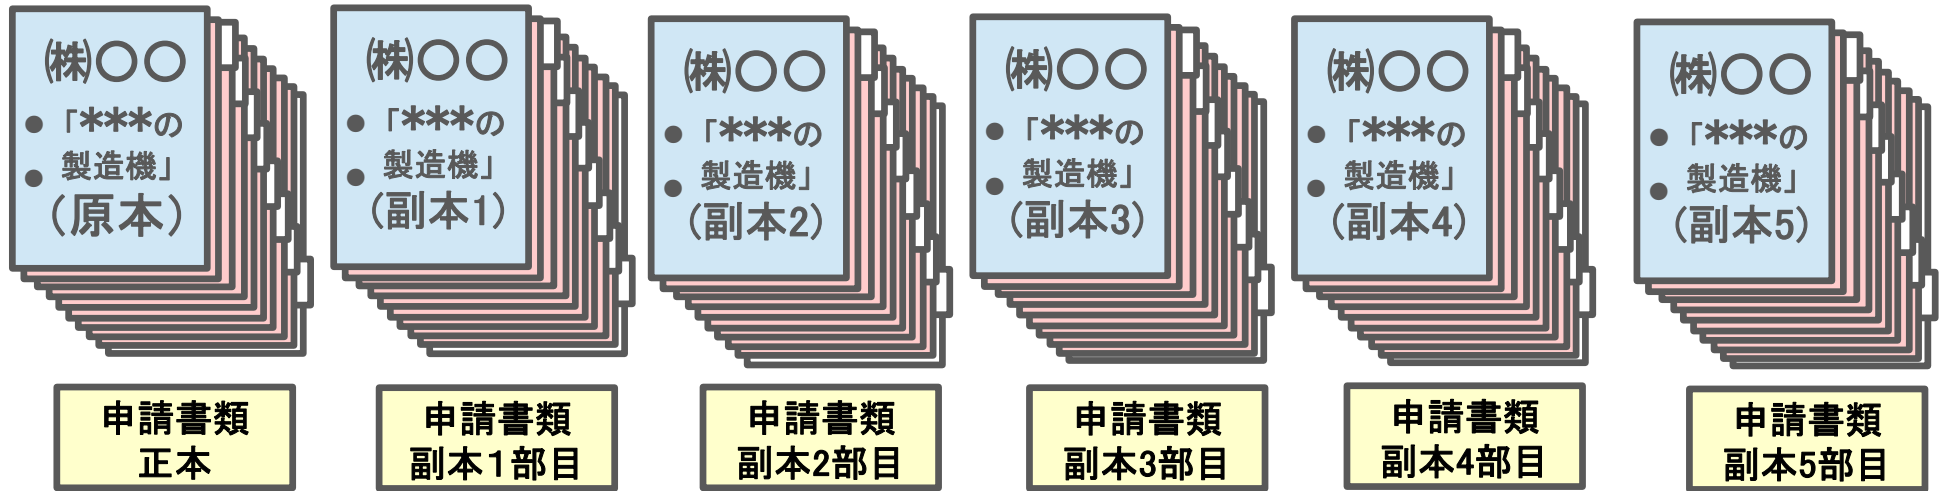 ㈱〇〇
「***の
製造機」
（原本）
申請書類
正本
㈱〇〇
「***の
製造機」
（副本1）
申請書類
副本１部目
㈱〇〇
「***の
製造機」
（副本2）
申請書類
副本2部目
㈱〇〇
「***の
製造機」
（副本3）
申請書類
副本3部目
㈱〇〇
「***の
製造機」
（副本4）
申請書類
副本4部目
㈱〇〇
「***の
製造機」
（副本5）
申請書類
副本5部目